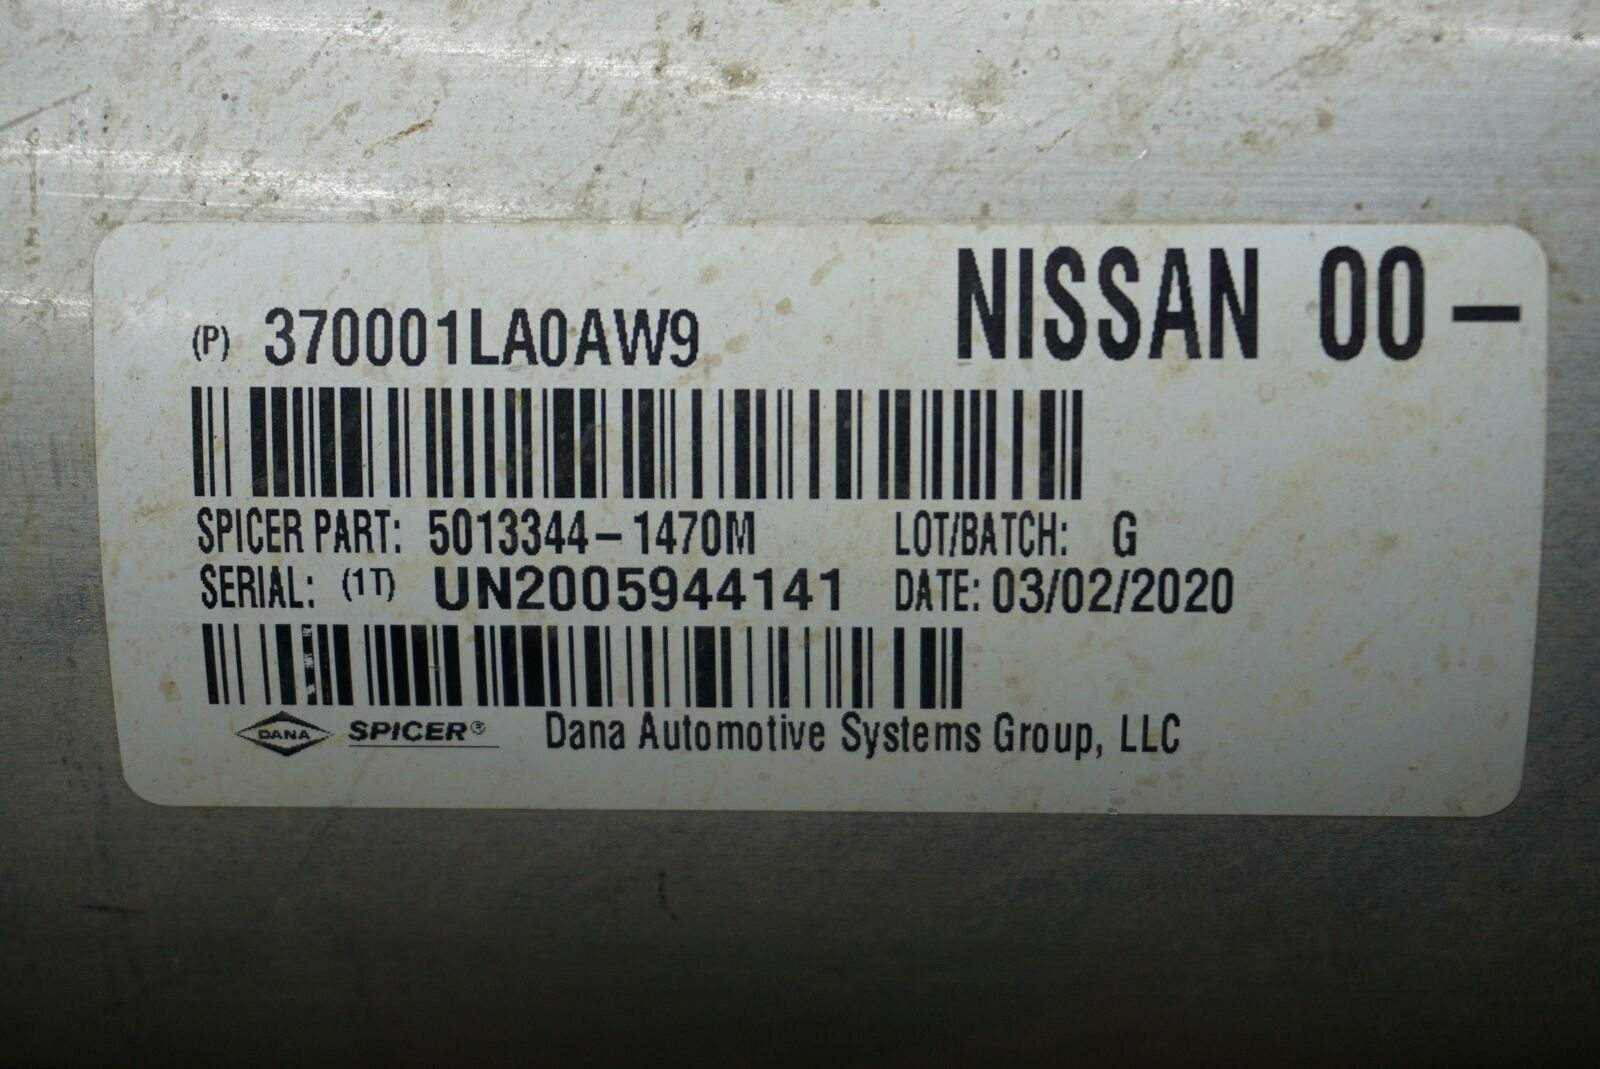 (P) 370001LA0AW9 NISSAN 00-
SPICER PART: 5013344-1470M LOT/BATCH: G
SERIAL: (1T) UN2005944141 DATE: 03/02/2020
DANA SPICER® Dana Automotive Systems Group, LLC